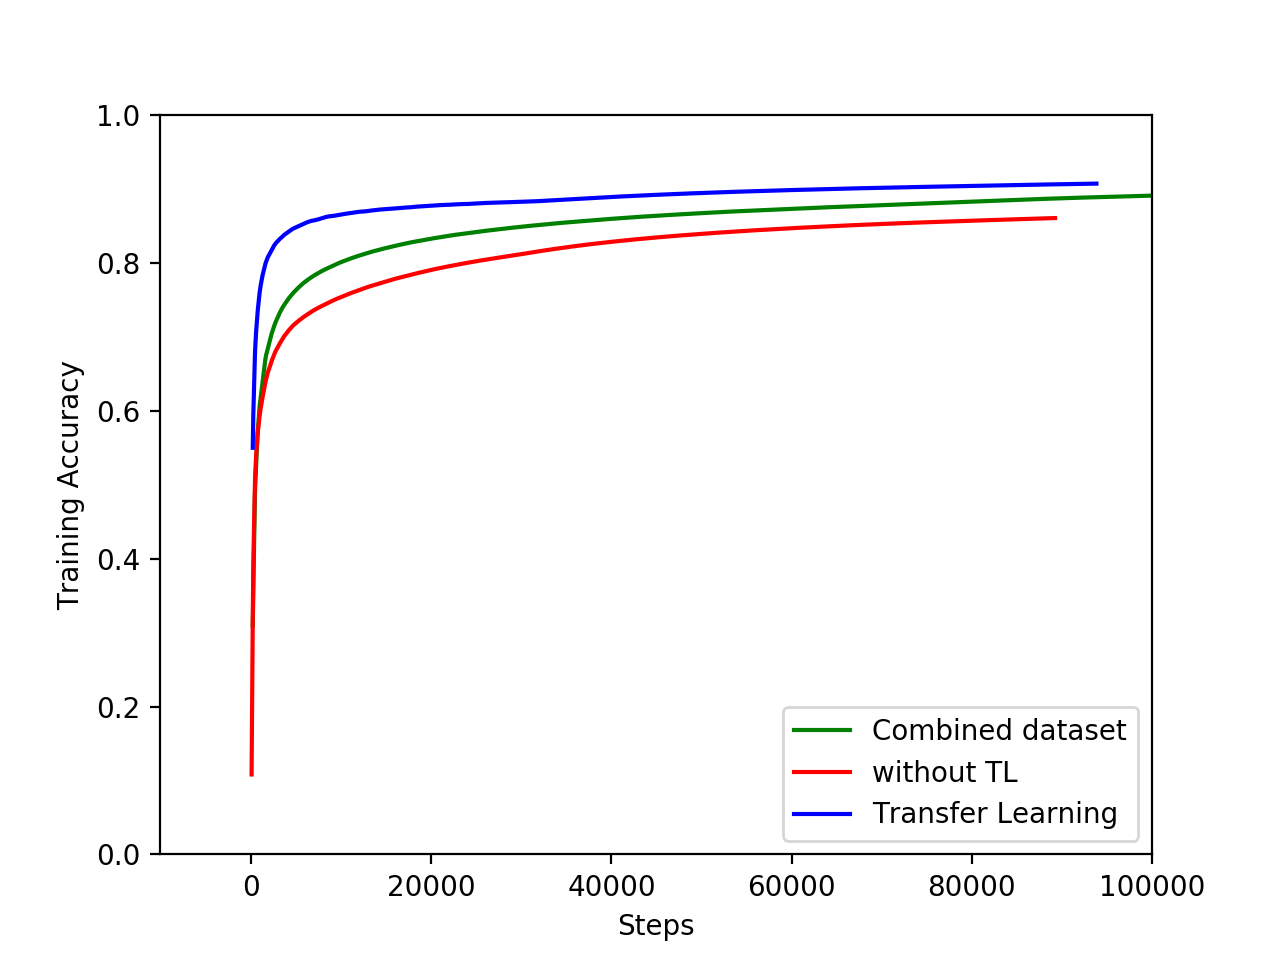 1.0
0.8
0.6
0.4
0.2
0.0
Training Accuracy
Combined dataset
without TL
Transfer Learning
0 20000 40000 60000 80000 100000
Steps